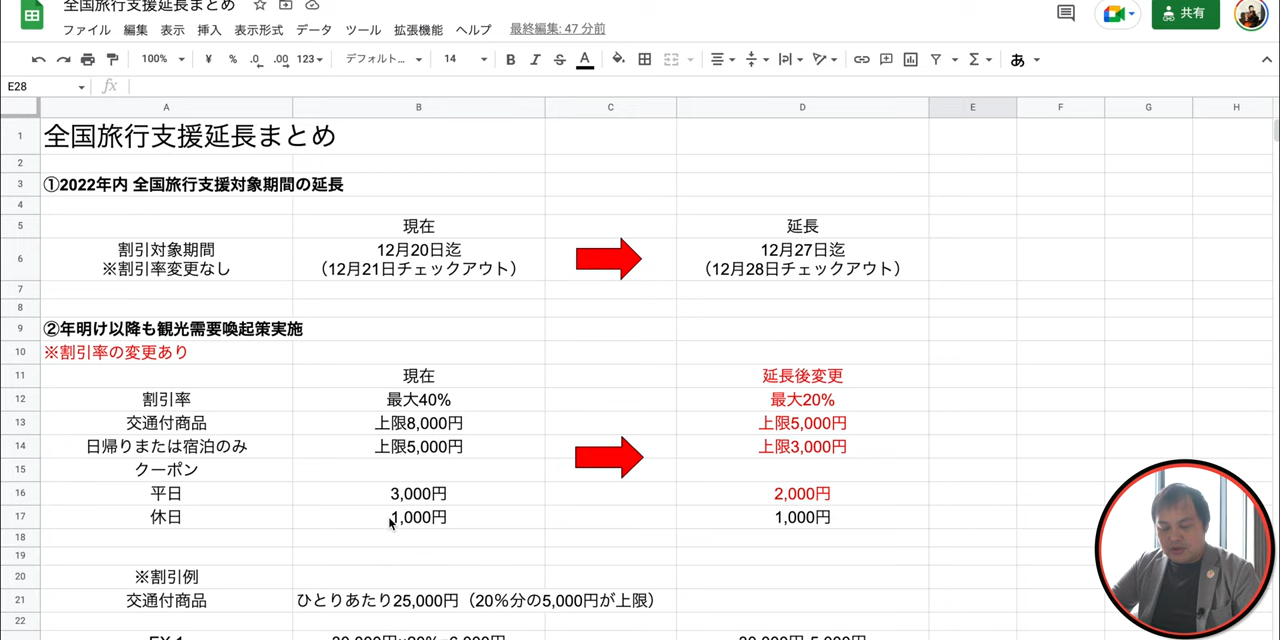 全国旅行支援延長まとめ
ファイル 編集 表示 挿入 表示形式 データ ツール 拡張機能 ヘルプ 最終編集: 47 分前
共有
100% ¥ % .0 .00 123 デフォルト... 14 B I S A Σ あ
E28 fx
A B C D E F G H
1 全国旅行支援延長まとめ
2
3 ①2022年内 全国旅行支援対象期間の延長
4
5 現在 延長
6 割引対象期間 12月20日迄 12月27日迄
※割引率変更なし （12月21日チェックアウト） （12月28日チェックアウト）
7
8
9 ②年明け以降も観光需要喚起策実施
10 ※割引率の変更あり
11 現在 延長後変更
12 割引率 最大40% 最大20%
13 交通付商品 上限8,000円 上限5,000円
14 日帰りまたは宿泊のみ 上限5,000円 上限3,000円
15 クーポン
16 平日 3,000円 2,000円
17 休日 1,000円 1,000円
18
19
20 ※割引例
21 交通付商品 ひとりあたり25,000円（20％分の5,000円が上限）
22